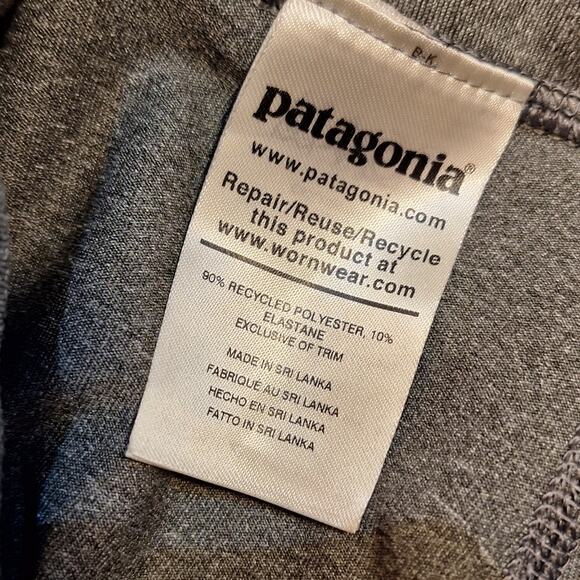 R-K
patagonia®
www.patagonia.com
Repair/Reuse/Recycle
this product at
www.wornwear.com
90% RECYCLED POLYESTER, 10%
ELASTANE
EXCLUSIVE OF TRIM
MADE IN SRI LANKA
FABRIQUÉ AU SRI LANKA
HECHO EN SRI LANKA
FATTO IN SRI LANKA